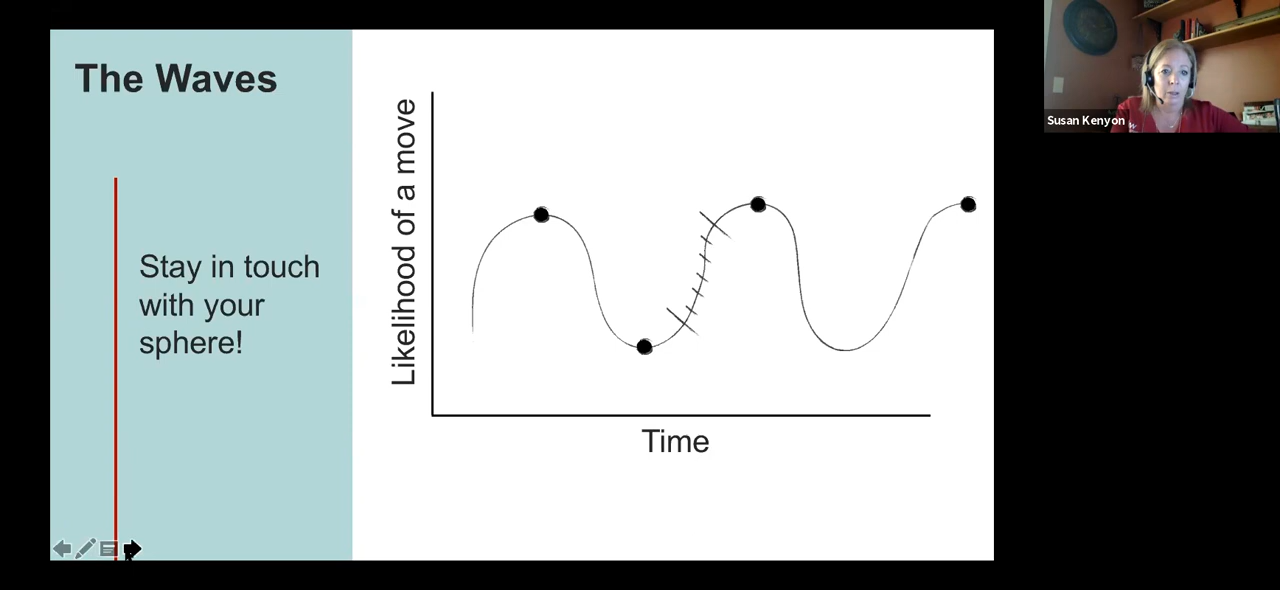 The Waves
Stay in touch
with your
sphere!
Likelihood of a move
Time
Susan Kenyon